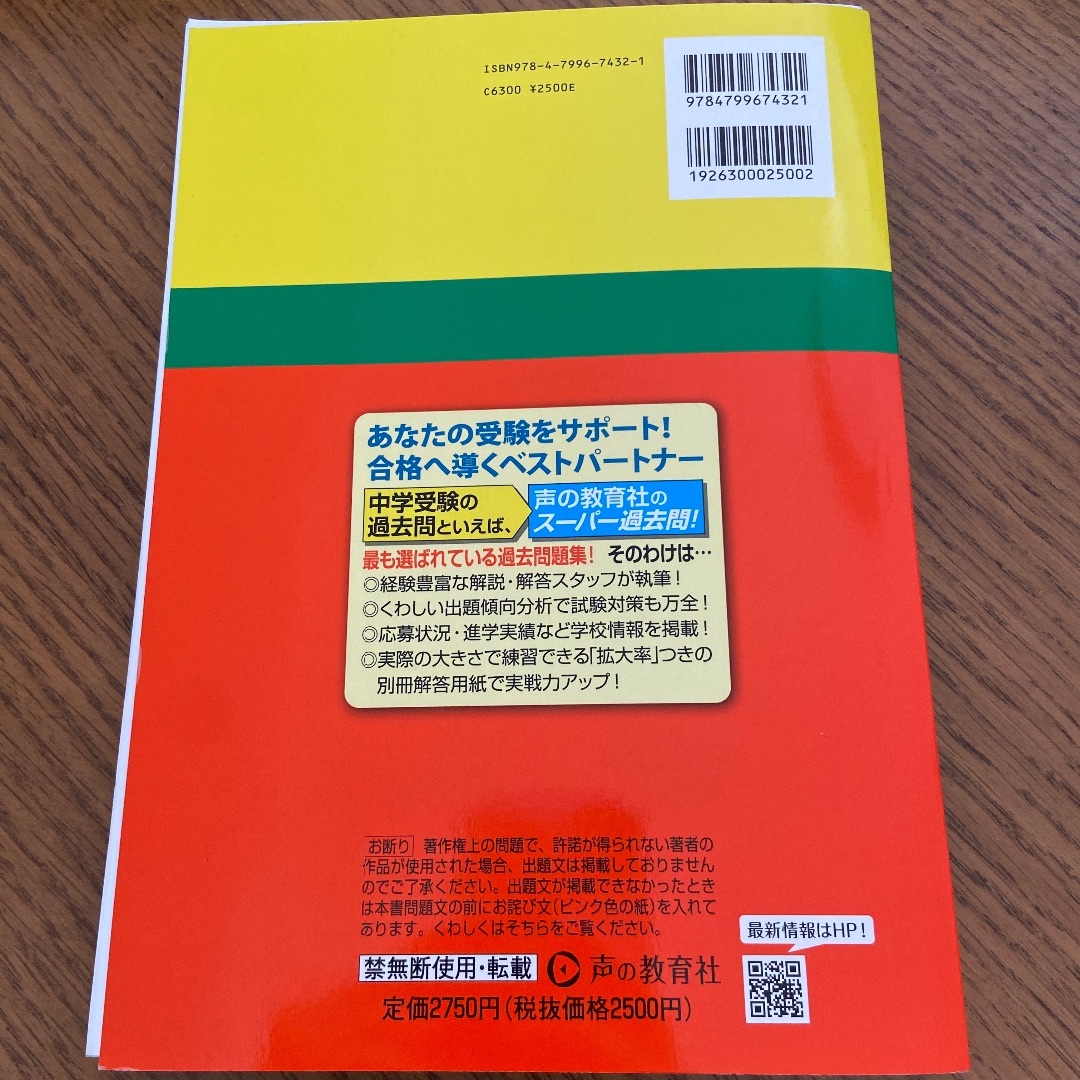 ISBN978-4-7996-7432-1
C6300 ¥2500E
9784799674321
1926300025002
あなたの受験をサポート!
合格へ導くベストパートナー
中学受験の
過去問といえば、
声の教育社の
スーパー過去問!
最も選ばれている過去問題集! そのわけは…
◎経験豊富な解説・解答スタッフが執筆!
◎くわしい出題傾向分析で試験対策も万全!
◎応募状況・進学実績など学校情報を掲載!
◎実際の大きさで練習できる「拡大率」つきの
別冊解答用紙で実戦力アップ!
お断り 著作権上の問題で、許諾が得られない著者の
作品が使用された場合、出題文は掲載しておりません
のでご了承ください。出題文が掲載できなかったときは
本書問題文の前にお詫び文(ピンク色の紙)を入れて
あります。くわしくはそちらをご覧ください。
最新情報はHP!
禁無断使用・転載 声の教育社
定価2750円(税抜価格2500円)